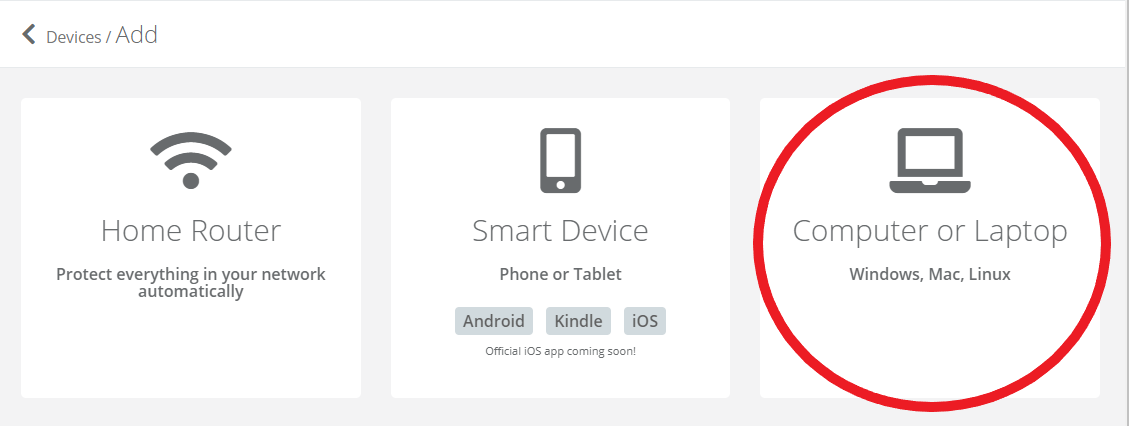 Devices / Add
Home Router
Protect everything in your network
automatically
Smart Device
Phone or Tablet
Android Kindle iOS
Official iOS app coming soon!
Computer or Laptop
Windows, Mac, Linux